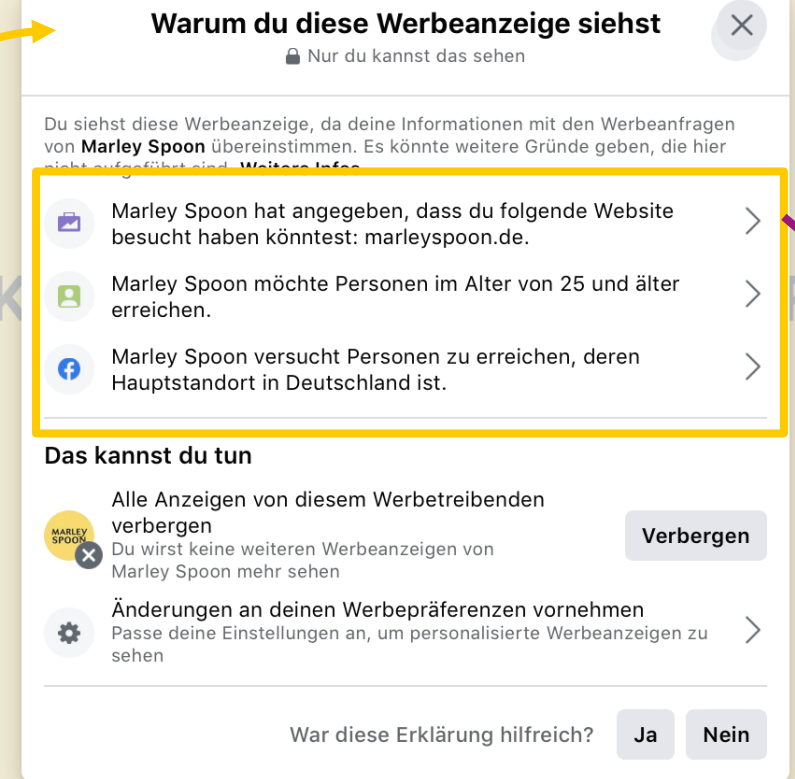 Warum du diese Werbeanzeige siehst
Nur du kannst das sehen
Du siehst diese Werbeanzeige, da deine Informationen mit den Werbeanfragen
von Marley Spoon übereinstimmen. Es könnte weitere Gründe geben, die hier
nicht aufgeführt sind. Weitere Infos
Marley Spoon hat angegeben, dass du folgende Website
besucht haben könntest: marleyspoon.de.
Marley Spoon möchte Personen im Alter von 25 und älter
erreichen.
Marley Spoon versucht Personen zu erreichen, deren
Hauptstandort in Deutschland ist.
Das kannst du tun
Alle Anzeigen von diesem Werbetreibenden
verbergen
MARLEY
SPOON
Du wirst keine weiteren Werbeanzeigen von
Marley Spoon mehr sehen
Verbergen
Änderungen an deinen Werbepräferenzen vornehmen
Passe deine Einstellungen an, um personalisierte Werbeanzeigen zu
sehen
War diese Erklärung hilfreich?
Ja
Nein